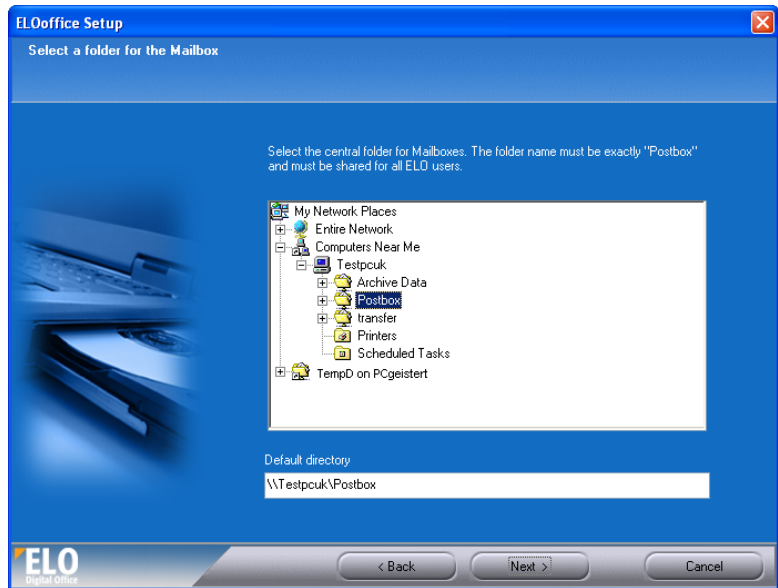 ELOoffice Setup
Select a folder for the Mailbox
Select the central folder for Mailboxes. The folder name must be exactly "Postbox"
and must be shared for all ELO users.
My Network Places
Entire Network
Computers Near Me
Testpcuk
Archive Data
Postbox
transfer
Printers
Scheduled Tasks
TempD on PCgeistert
Default directory
\\Testpcuk\Postbox
ELO
Digital Office
< Back
Next >
Cancel